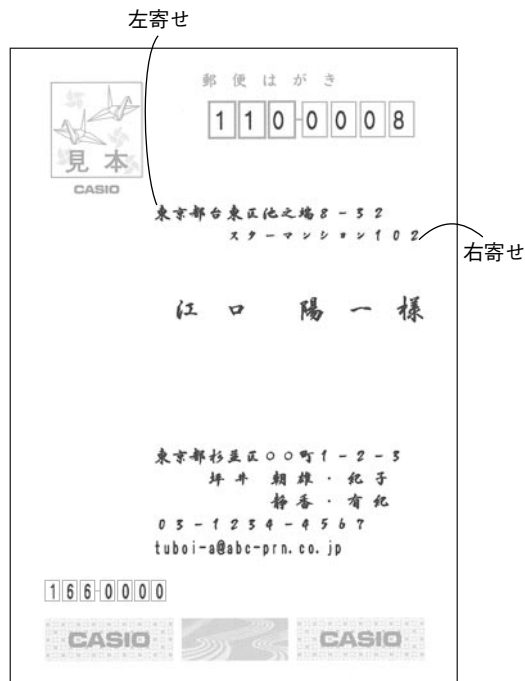 左寄せ
郵便はがき
110-0008
見本
CASIO
東京都台東区池之端8-32
スターマンション102
右寄せ
江口 陽一様
東京都杉並区○○町1-2-3
坪井 朝雄・紀子
静香・有紀
03-1234-4567
tuboi-a@abc-prn.co.jp
166-0000
CASIO CASIO